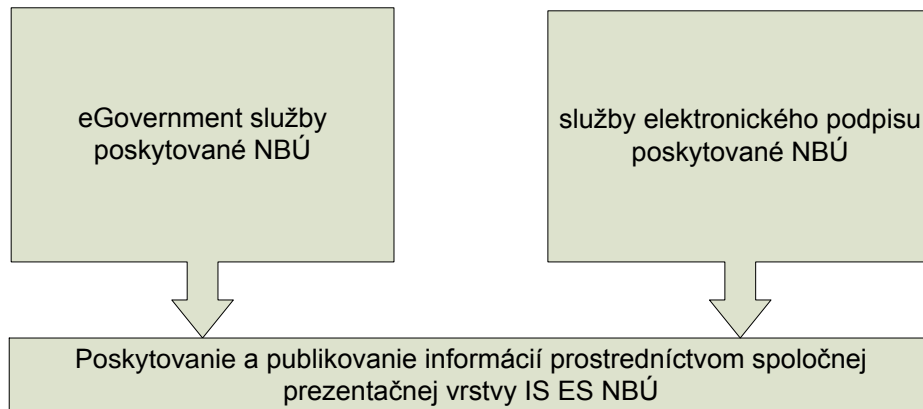 eGovernment služby
poskytované NBÚ
služby elektronického podpisu
poskytované NBÚ
Poskytovanie a publikovanie informácií prostredníctvom spoločnej
prezentačnej vrstvy IS ES NBÚ